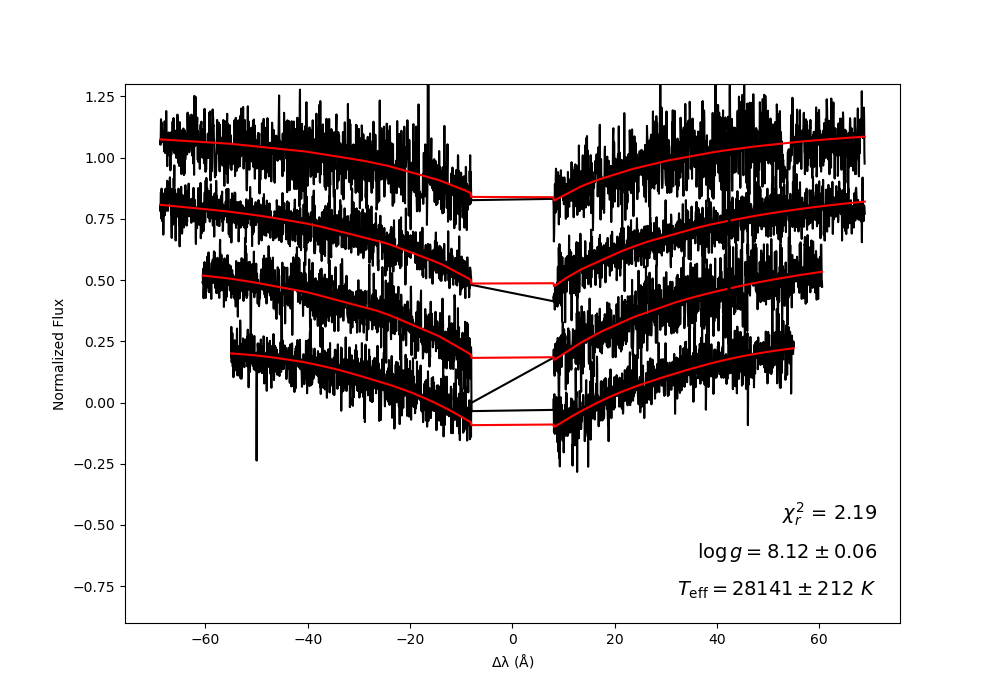 Normalized Flux
1.25
1.00
0.75
0.50
0.25
0.00
−0.25
−0.50
−0.75
χ²ᵣ = 2.19
log g = 8.12 ± 0.06
T_eff = 28141 ± 212 K
−60 −40 −20 0 20 40 60
Δλ (Å)